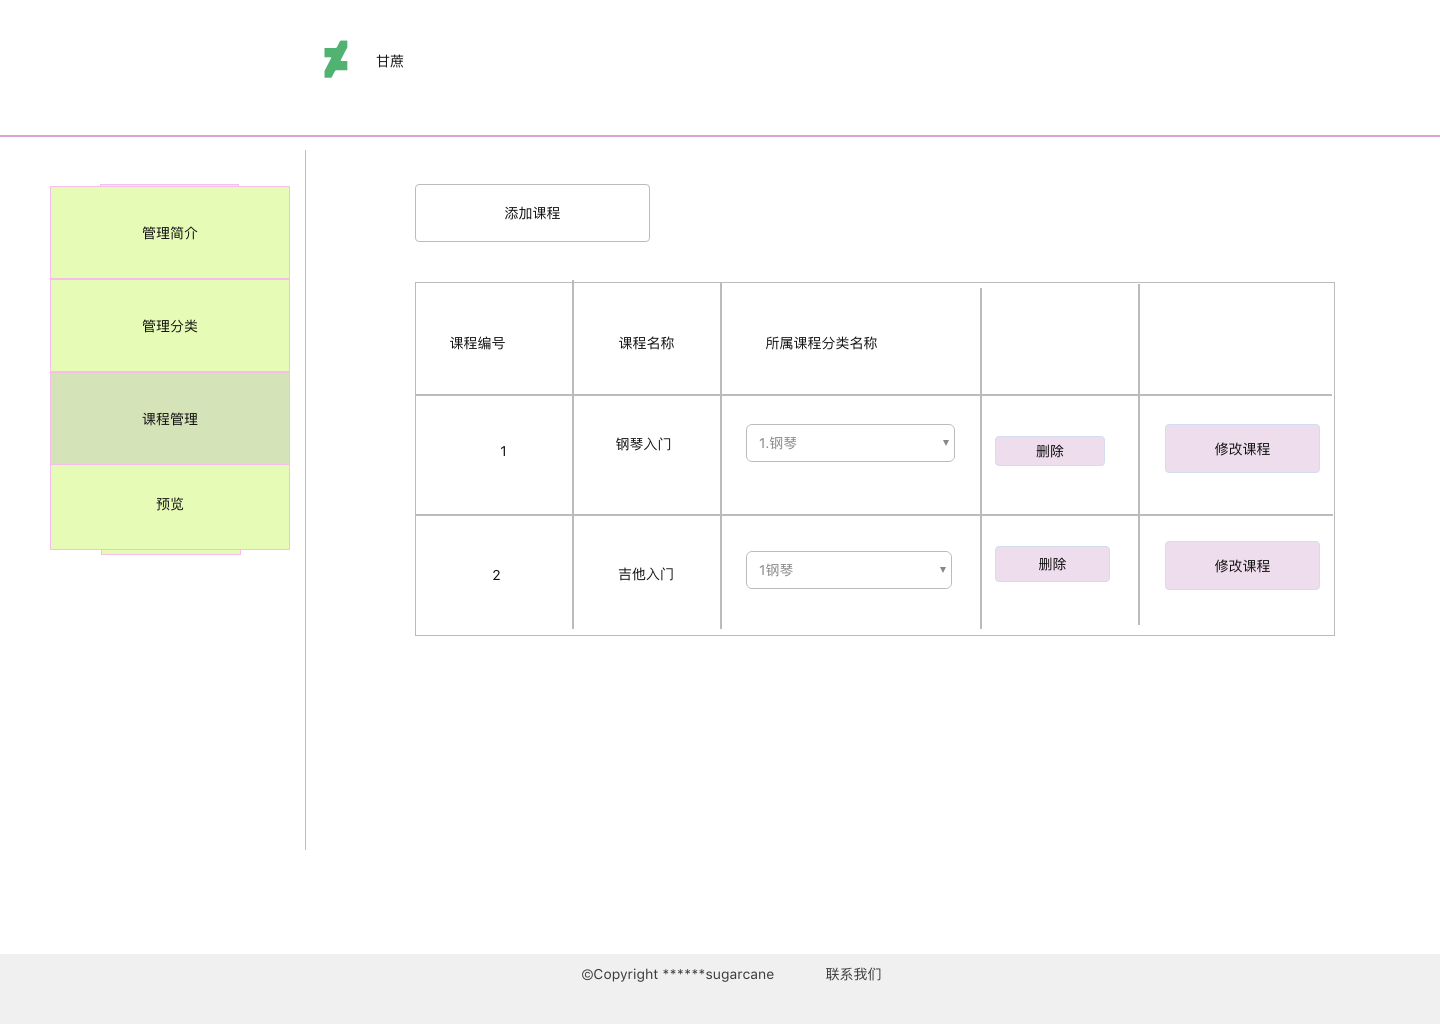 甘蔗
管理简介
管理分类
课程管理
预览
添加课程
课程编号 课程名称 所属课程分类名称
1 钢琴入门 1.钢琴 删除 修改课程
2 吉他入门 1钢琴 删除 修改课程
©Copyright ******sugarcane 联系我们